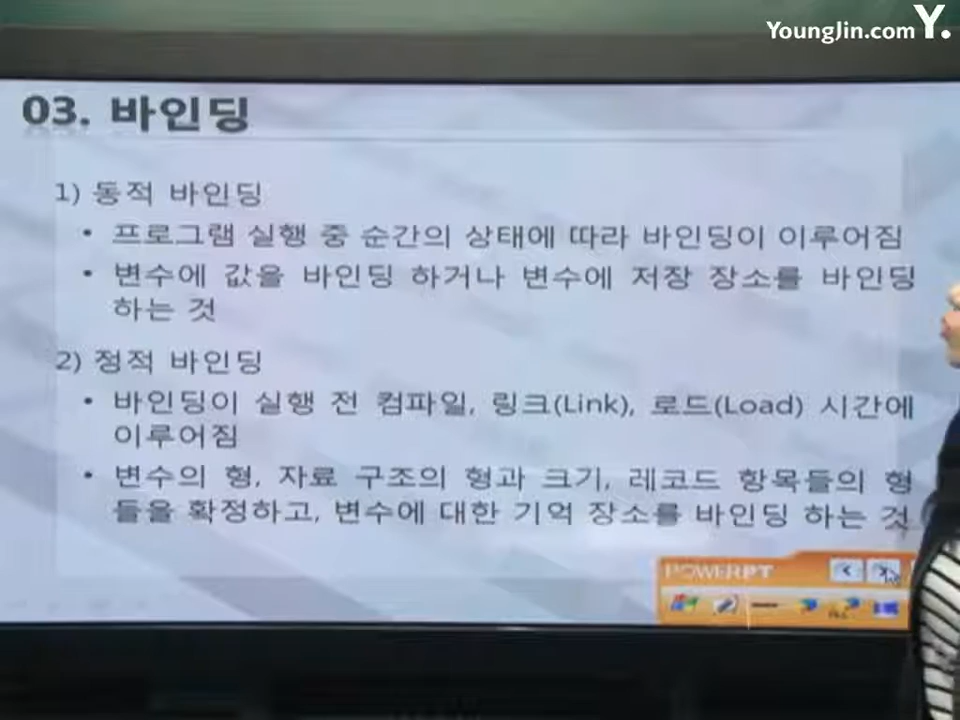 YoungJin.com Y.
03. 바인딩
1) 동적 바인딩
• 프로그램 실행 중 순간의 상태에 따라 바인딩이 이루어짐
• 변수에 값을 바인딩 하거나 변수에 저장 장소를 바인딩
하는 것
2) 정적 바인딩
• 바인딩이 실행 전 컴파일, 링크(Link), 로드(Load) 시간에
이루어짐
• 변수의 형, 자료 구조의 형과 크기, 레코드 항목들의 형
들을 확정하고, 변수에 대한 기억 장소를 바인딩 하는 것
POWERPT